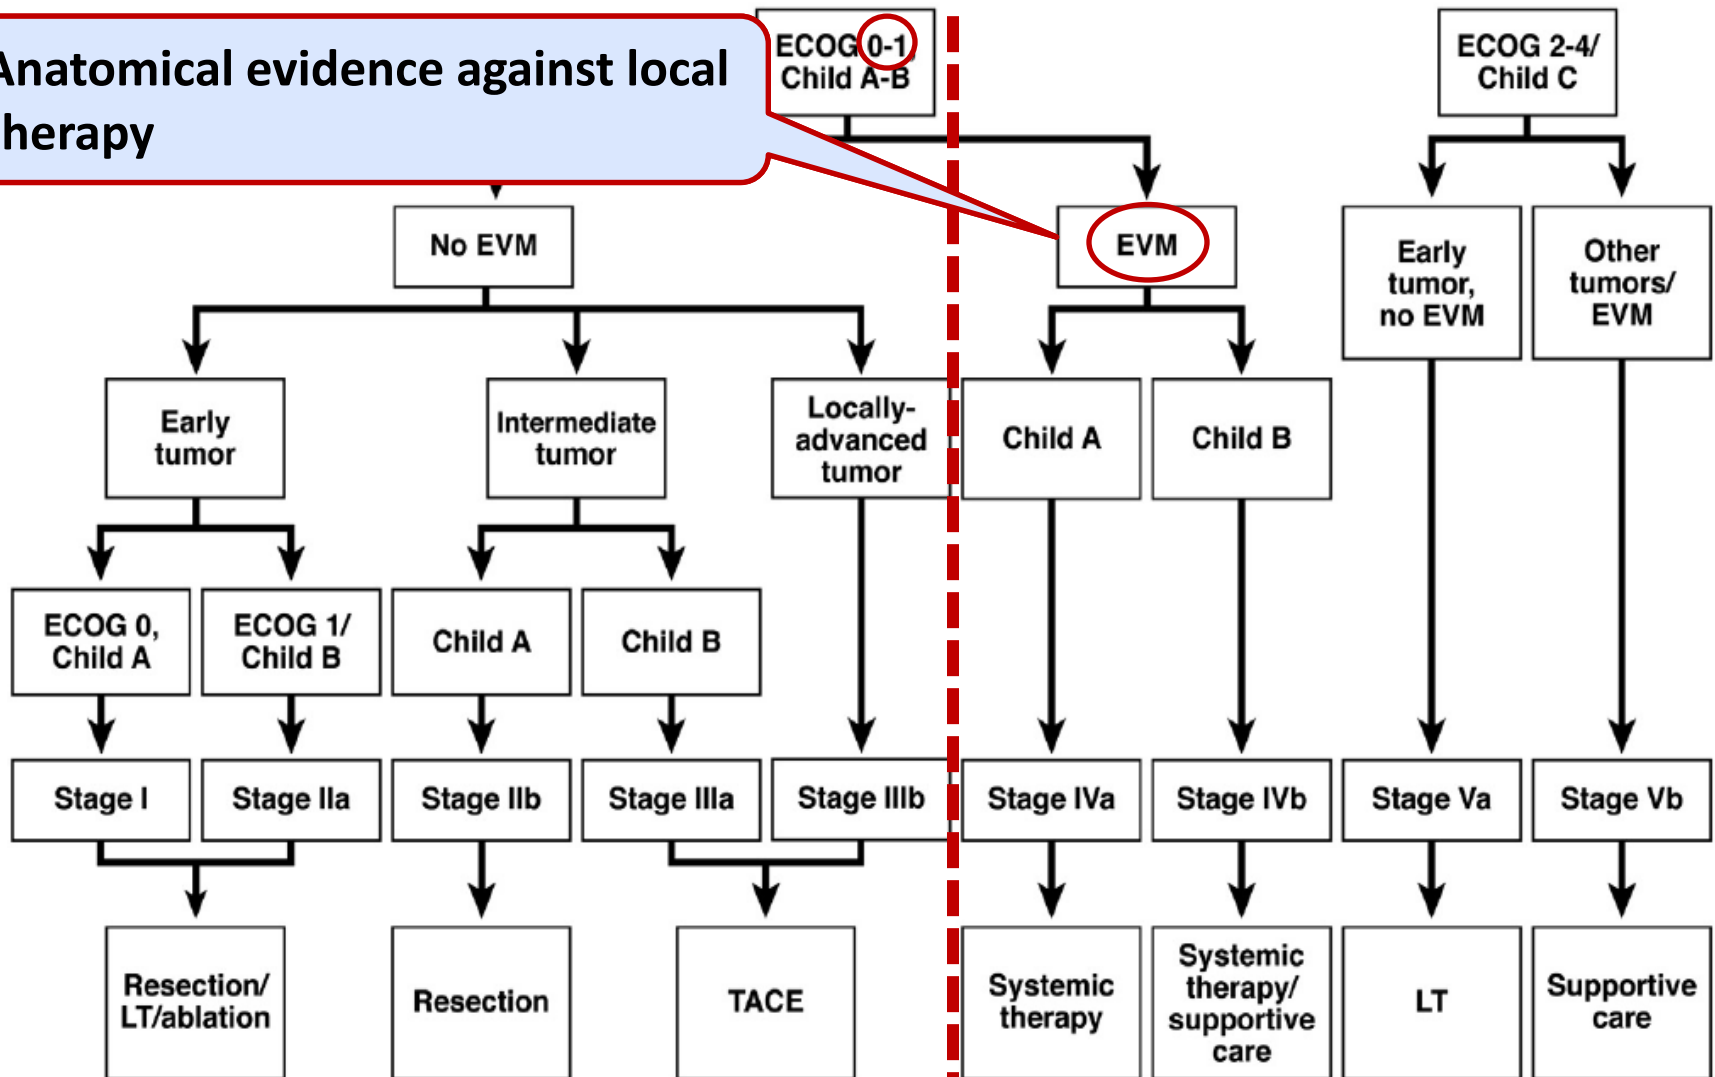 Anatomical evidence against local
herapy
ECOG 0-1,
Child A-B
ECOG 2-4/
Child C
No EVM
EVM
Early
tumor,
no EVM
Other
tumors/
EVM
Early
tumor
Intermediate
tumor
Locally-
advanced
tumor
Child A
Child B
ECOG 0,
Child A
ECOG 1/
Child B
Child A
Child B
Stage I
Stage IIa
Stage IIb
Stage IIIa
Stage IIIb
Stage IVa
Stage IVb
Stage Va
Stage Vb
Resection/
LT/ablation
Resection
TACE
Systemic
therapy
Systemic
therapy/
supportive
care
LT
Supportive
care